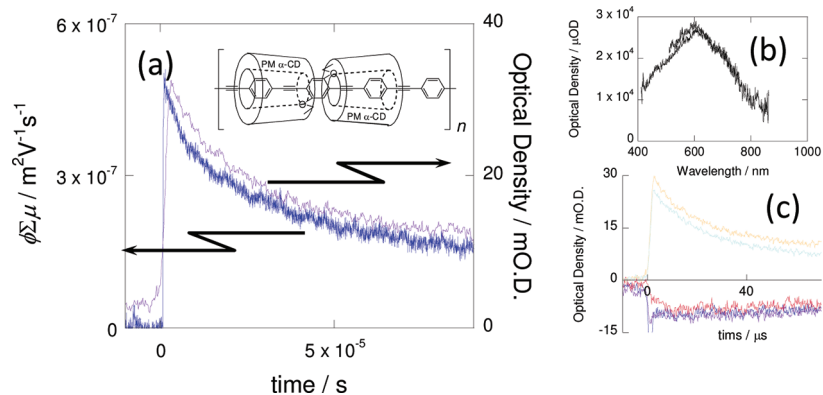 (a)
6 x 10⁻⁷
3 x 10⁻⁷
0
ϕΣμ / m²V⁻¹s⁻¹
0
5 x 10⁻⁵
time / s
40
20
0
Optical Density / mO.D.
PM α-CD
PM α-CD
n
(b)
3 x 10⁴
2 x 10⁴
1 x 10⁴
0
Optical Density / μOD
400
600
800
1000
Wavelength / nm
(c)
30
15
0
-15
Optical Density / mO.D.
0
40
tims / μs